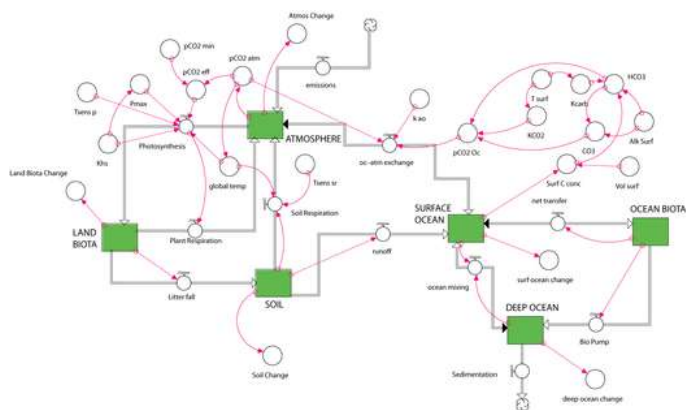 Atmos Change
pCO2 min
pCO2 eff
pCO2 atm
emissions
Tsens p
Pmax
Khs
Photosynthesis
ATMOSPHERE
global temp
Tsens sr
Soil Respiration
Land Biota Change
LAND
BIOTA
Plant Respiration
Litter fall
SOIL
Soil Change
runoff
k ao
oc-atm exchange
pCO2 Oc
T surf
KCO2
Kcarb
HCO3
CO3
Alk Surf
Surf C conc
Vol surf
net transfer
SURFACE
OCEAN
OCEAN BIOTA
surf ocean change
ocean mixing
DEEP OCEAN
Bio Pump
Sedimentation
deep ocean change